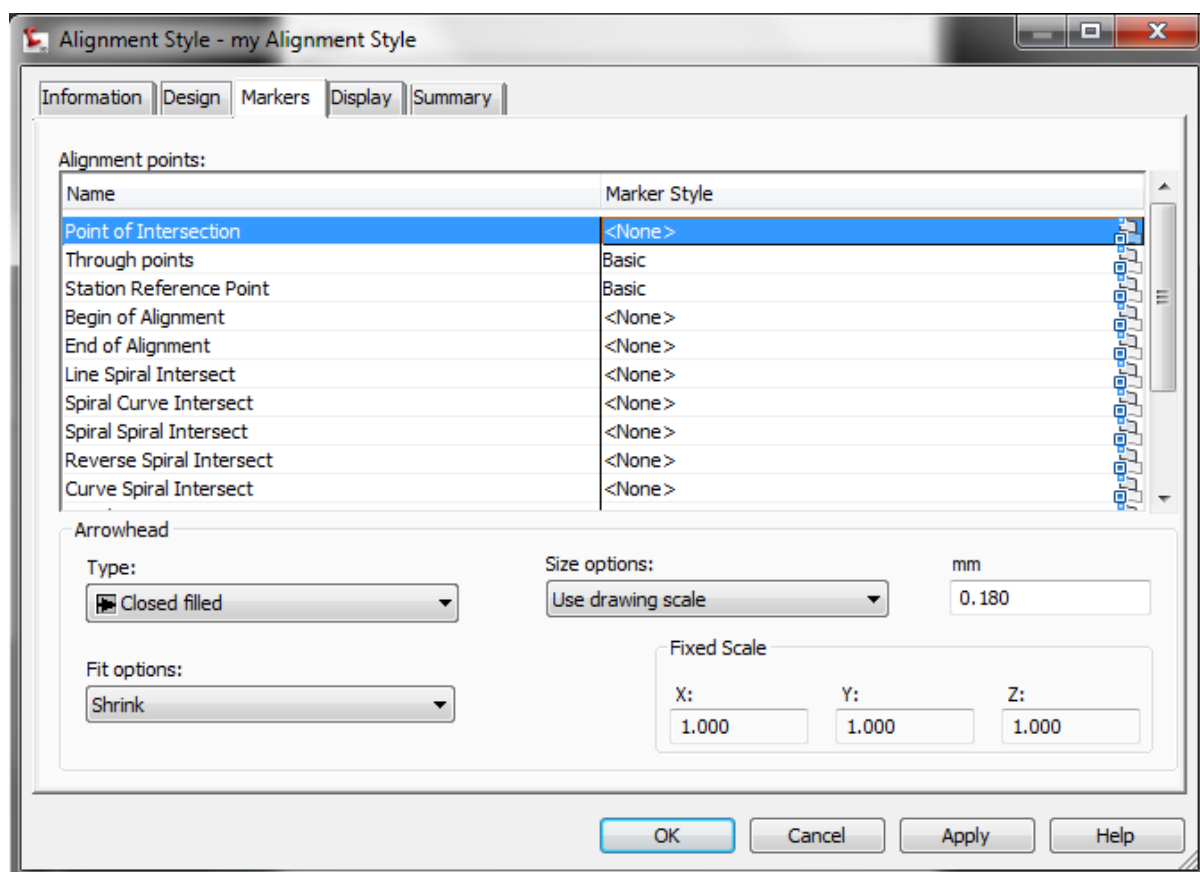 Alignment Style - my Alignment Style
Information Design Markers Display Summary
Alignment points:
Name Marker Style
Point of Intersection <None>
Through points Basic
Station Reference Point Basic
Begin of Alignment <None>
End of Alignment <None>
Line Spiral Intersect <None>
Spiral Curve Intersect <None>
Spiral Spiral Intersect <None>
Reverse Spiral Intersect <None>
Curve Spiral Intersect <None>
Arrowhead
Type: Size options: mm
Closed filled Use drawing scale 0.180
Fit options: Fixed Scale
Shrink X: Y: Z:
1.000 1.000 1.000
OK Cancel Apply Help